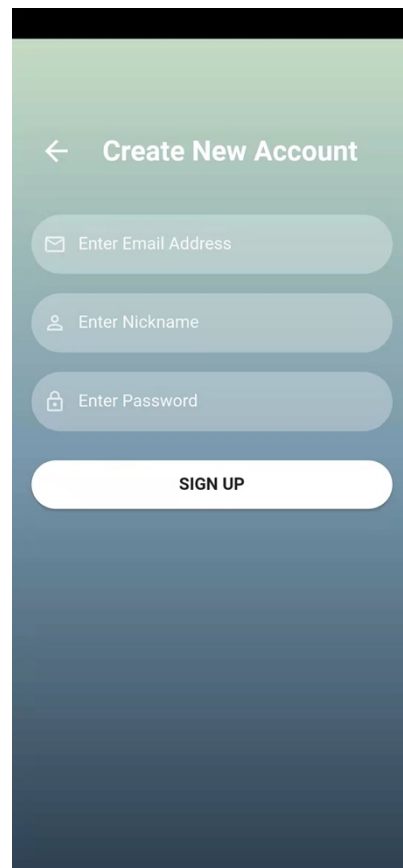 Create New Account
Enter Email Address
Enter Nickname
Enter Password
SIGN UP